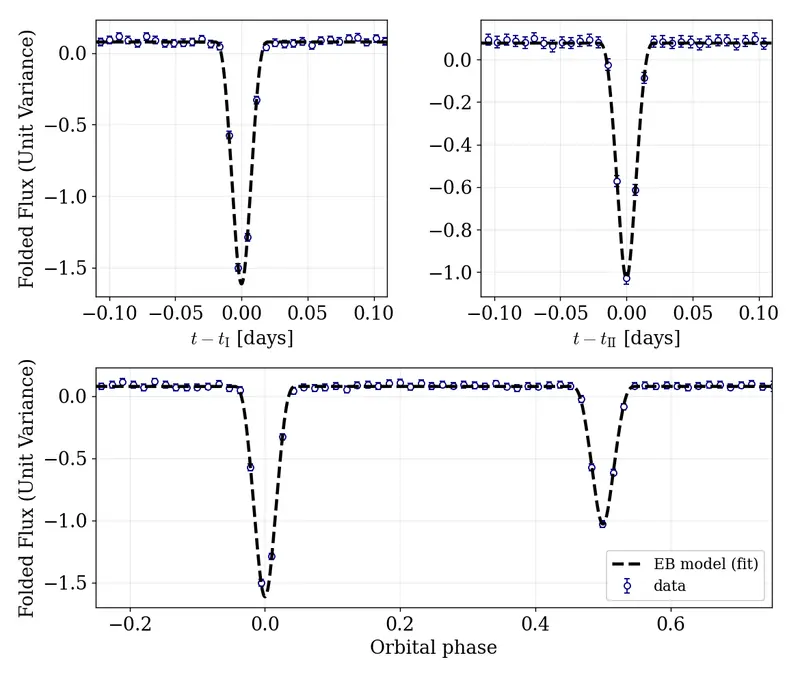 Folded Flux (Unit Variance)
0.0
−0.5
−1.0
−1.5
−0.10 −0.05 0.00 0.05 0.10
t − t_I [days]
0.0
−0.2
−0.4
−0.6
−0.8
−1.0
−0.10 −0.05 0.00 0.05 0.10
t − t_II [days]
Folded Flux (Unit Variance)
0.0
−0.5
−1.0
−1.5
−0.2 0.0 0.2 0.4 0.6
Orbital phase
EB model (fit)
data